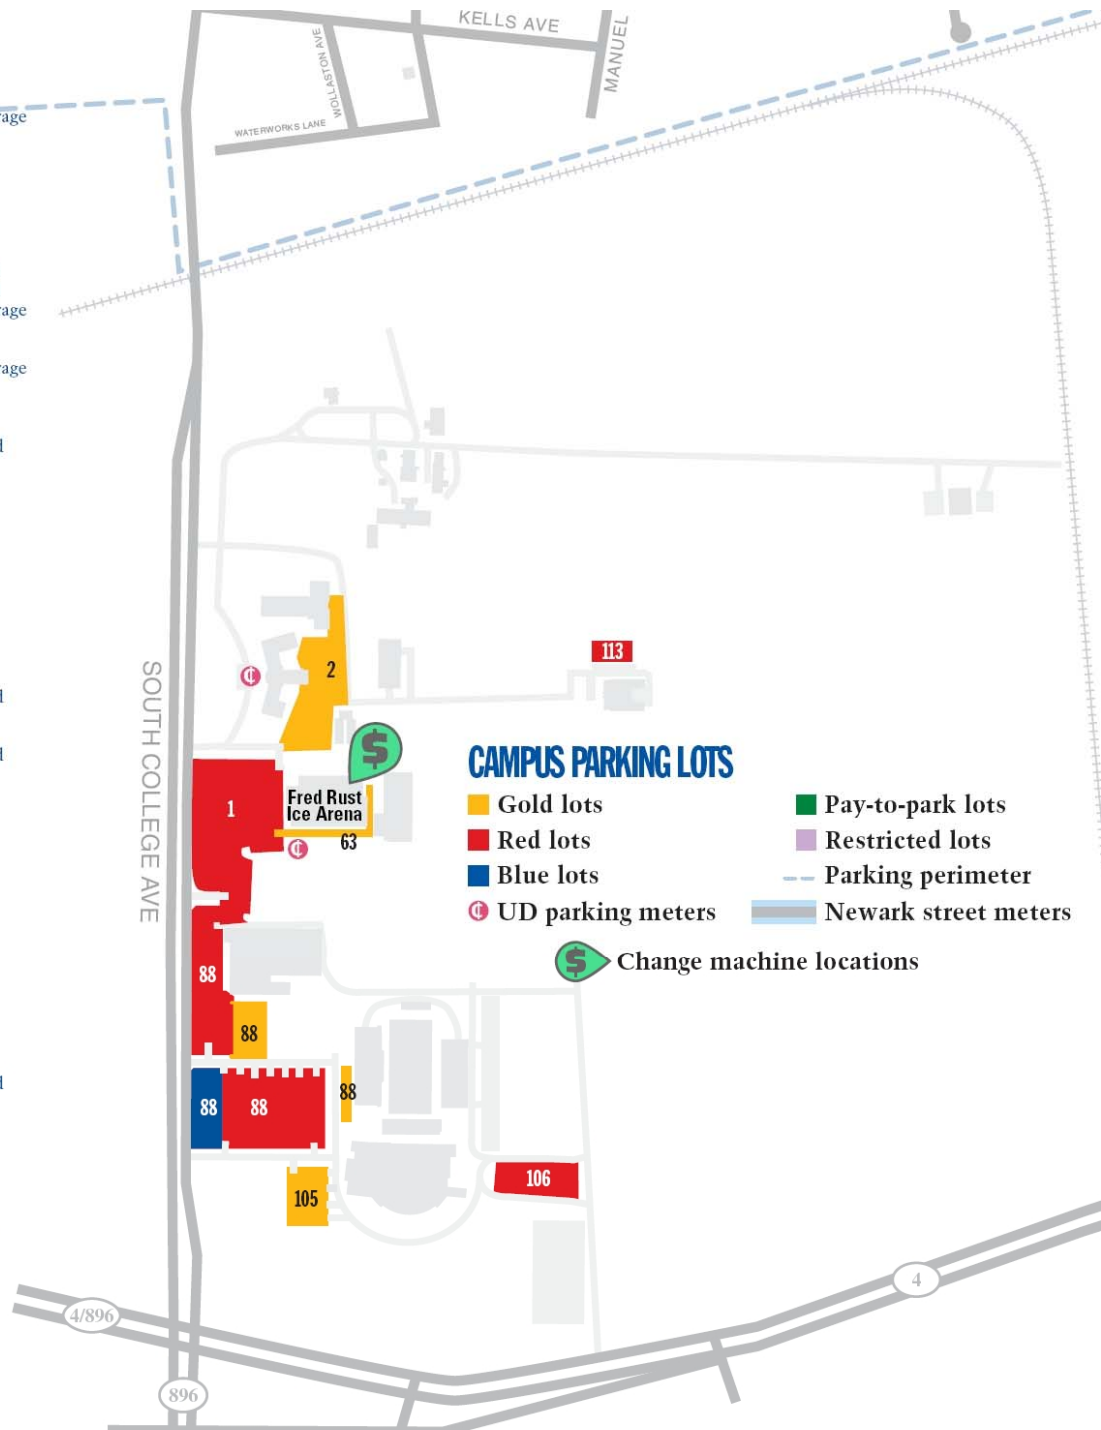 KELLS AVE
MANUEL
WOLLASTON AVE
WATERWORKS LANE
SOUTH COLLEGE AVE
113
2
$
1
Fred Rust
Ice Arena
63
CAMPUS PARKING LOTS
Gold lots
Pay-to-park lots
Red lots
Restricted lots
Blue lots
Parking perimeter
₵ UD parking meters
Newark street meters
$ Change machine locations
88
88
88
88
88
105
106
4
4/896
896